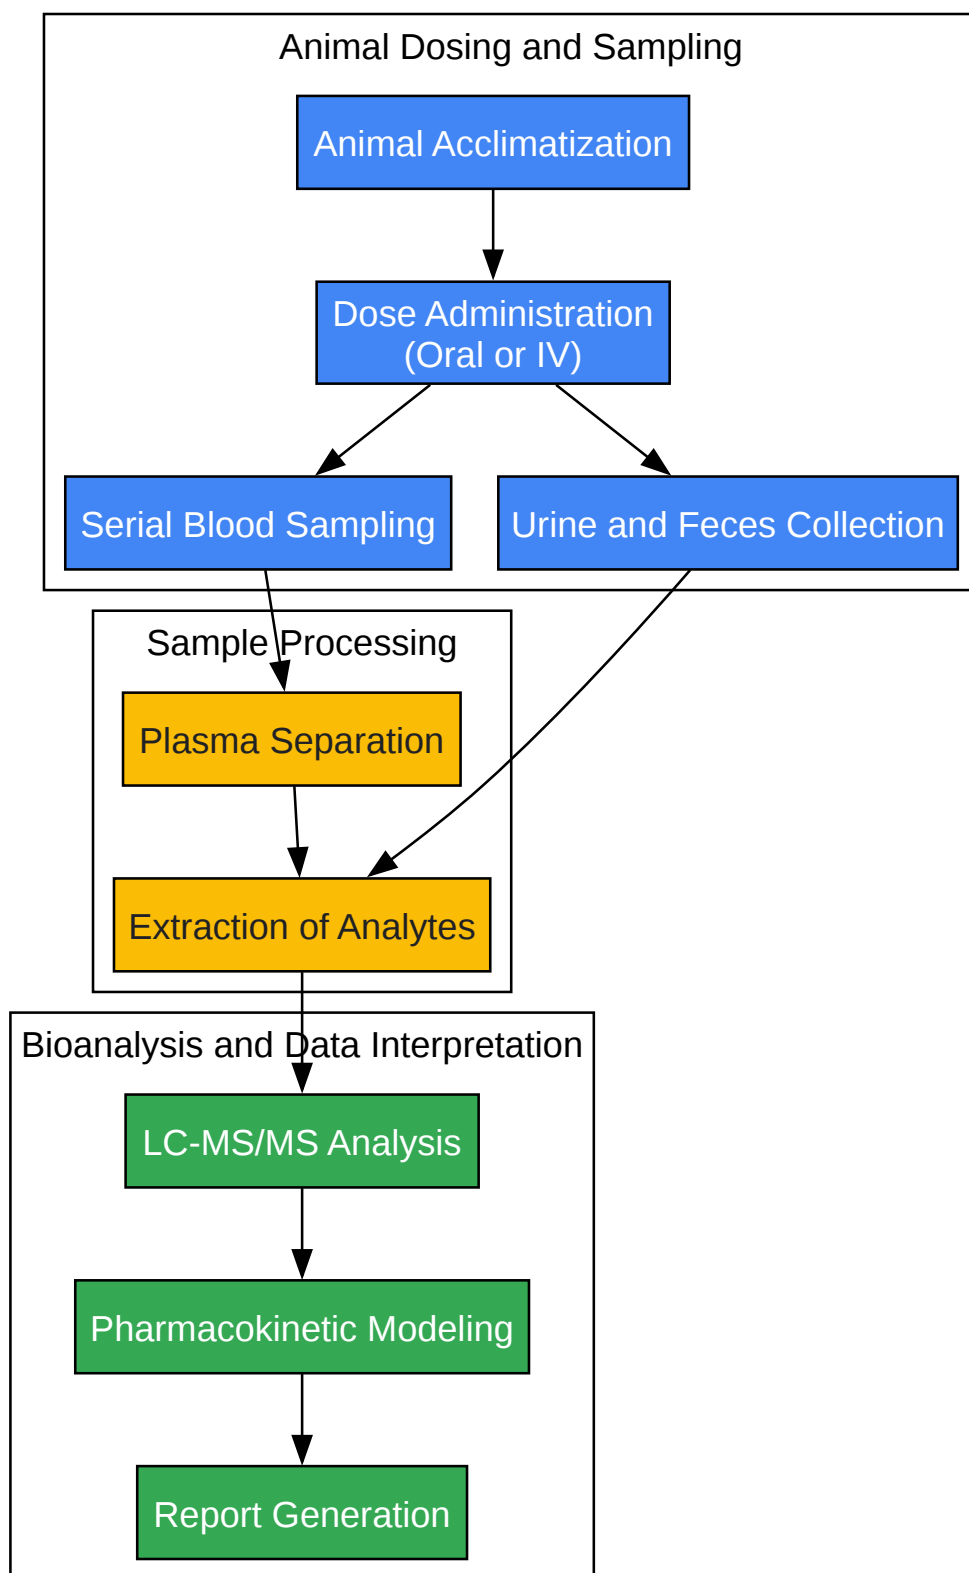 Animal Dosing and Sampling
Animal Acclimatization
Dose Administration
(Oral or IV)
Serial Blood Sampling
Urine and Feces Collection
Sample Processing
Plasma Separation
Extraction of Analytes
Bioanalysis and Data Interpretation
LC-MS/MS Analysis
Pharmacokinetic Modeling
Report Generation